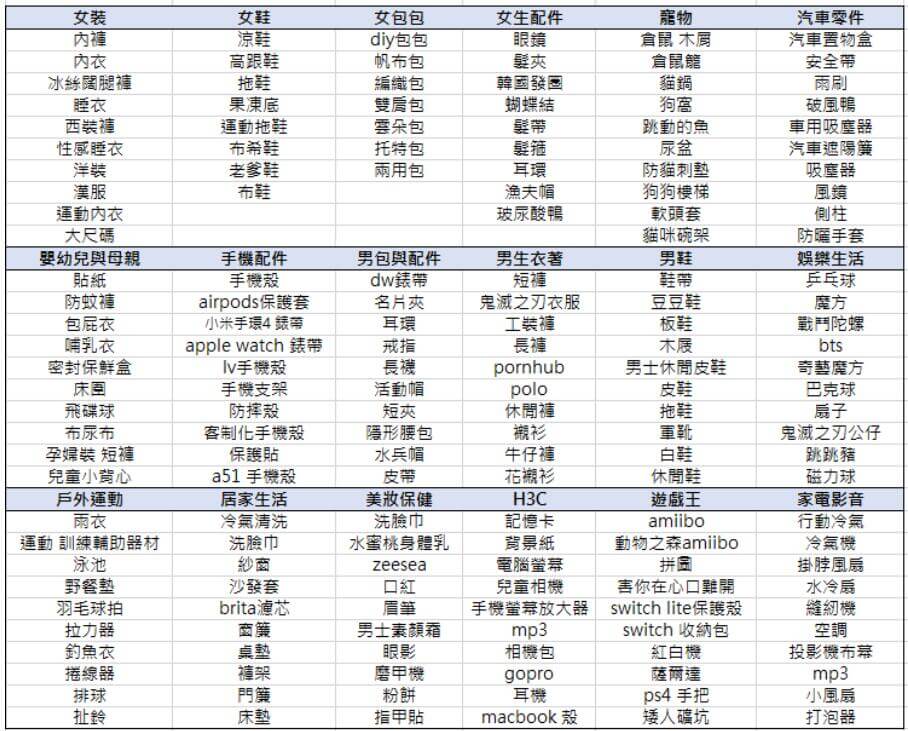 女裝 女鞋 女包包 女生配件 寵物 汽車零件
內褲 涼鞋 diy包包 眼鏡 倉鼠 木屑 汽車置物盒
內衣 高跟鞋 帆布包 髮夾 倉鼠籠 安全帶
冰絲闊腿褲 拖鞋 編織包 韓國發圈 貓鍋 雨刷
睡衣 果凍底 雙肩包 蝴蝶結 狗窩 破風鴨
西裝褲 運動拖鞋 雲朵包 髮帶 跳動的魚 車用吸塵器
性感睡衣 布希鞋 托特包 髮箍 尿盆 汽車遮陽簾
洋裝 老爹鞋 兩用包 耳環 防貓刺墊 吸塵器
漢服 布鞋 漁夫帽 狗狗樓梯 風鏡
運動內衣 玻尿酸鴨 軟頭套 側柱
大尺碼 貓咪碗架 防曬手套
嬰幼兒與母親 手機配件 男包與配件 男生衣著 男鞋 娛樂生活
貼紙 手機殼 dw錶帶 短褲 鞋帶 乒乓球
防蚊褲 airpods保護套 名片夾 鬼滅之刃衣服 豆豆鞋 魔方
包屁衣 小米手環4 錶帶 耳環 工裝褲 板鞋 戰鬥陀螺
哺乳衣 apple watch 錶帶 戒指 長褲 木屐 bts
密封保鮮盒 lv手機殼 長襪 pornhub 男士休閒皮鞋 奇藝魔方
床圍 手機支架 活動帽 polo 皮鞋 巴克球
飛碟球 防摔殼 短夾 休閒褲 拖鞋 扇子
布尿布 客制化手機殼 隱形腰包 襯衫 軍靴 鬼滅之刃公仔
孕婦裝 短褲 保護貼 水兵帽 牛仔褲 白鞋 跳跳豬
兒童小背心 a51 手機殼 皮帶 花襯衫 休閒鞋 磁力球
戶外運動 居家生活 美妝保健 H3C 遊戲王 家電影音
雨衣 冷氣清洗 洗臉巾 記憶卡 amiibo 行動冷氣
運動 訓練輔助器材 洗臉巾 水蜜桃身體乳 背景紙 動物之森amiibo 冷氣機
泳池 紗窗 zeesea 電腦螢幕 拼圖 掛脖風扇
野餐墊 沙發套 口紅 兒童相機 害你在心口難開 水冷扇
羽毛球拍 brita濾芯 眉筆 手機螢幕放大器 switch lite保護殼 縫紉機
拉力器 窗簾 男士素顏霜 mp3 switch 收納包 空調
釣魚衣 桌墊 眼影 相機包 紅白機 投影機布幕
捲線器 褲架 磨甲機 gopro 薩爾達 mp3
排球 門簾 粉餅 耳機 ps4 手把 小風扇
扯鈴 床墊 指甲貼 macbook 殼 矮人礦坑 打泡器